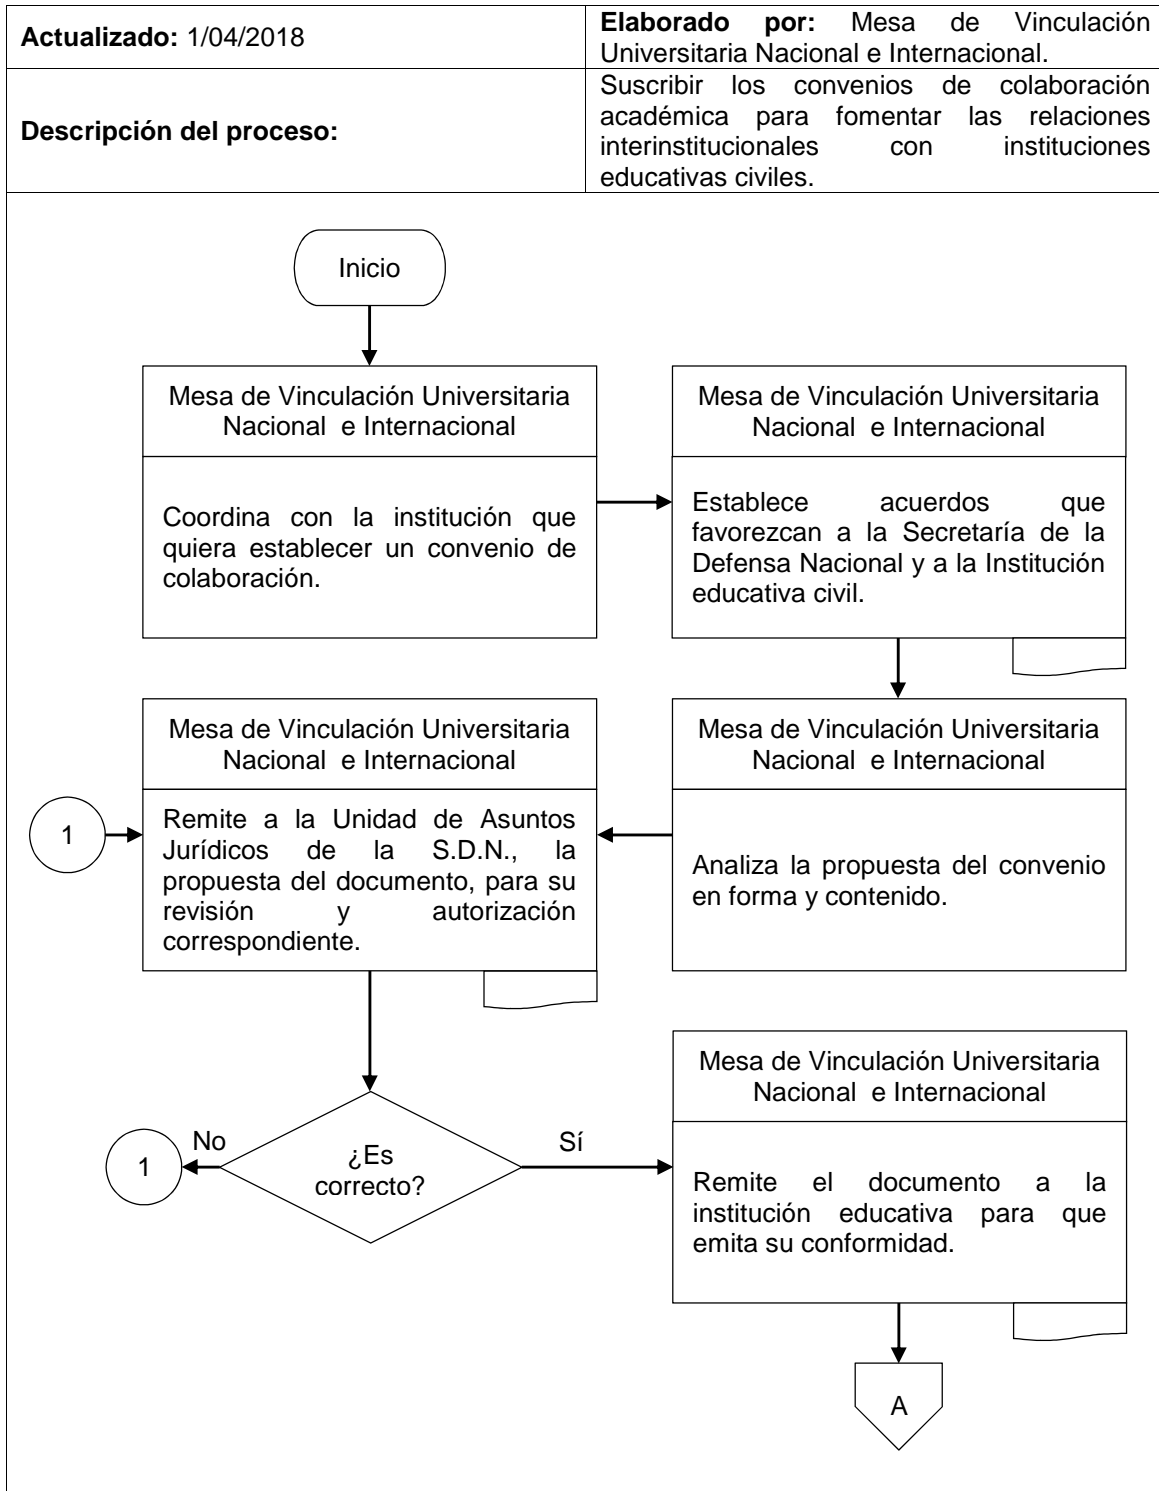 Actualizado: 1/04/2018
Elaborado por: Mesa de Vinculación
Universitaria Nacional e Internacional.
Descripción del proceso:
Suscribir los convenios de colaboración
académica para fomentar las relaciones
interinstitucionales con instituciones
educativas civiles.
Inicio
Mesa de Vinculación Universitaria
Nacional e Internacional
Coordina con la institución que
quiera establecer un convenio de
colaboración.
Mesa de Vinculación Universitaria
Nacional e Internacional
Establece acuerdos que
favorezcan a la Secretaría de la
Defensa Nacional y a la Institución
educativa civil.
Mesa de Vinculación Universitaria
Nacional e Internacional
Analiza la propuesta del convenio
en forma y contenido.
Mesa de Vinculación Universitaria
Nacional e Internacional
1
Remite a la Unidad de Asuntos
Jurídicos de la S.D.N., la
propuesta del documento, para su
revisión y autorización
correspondiente.
¿Es
correcto?
No
1
Sí
Mesa de Vinculación Universitaria
Nacional e Internacional
Remite el documento a la
institución educativa para que
emita su conformidad.
A